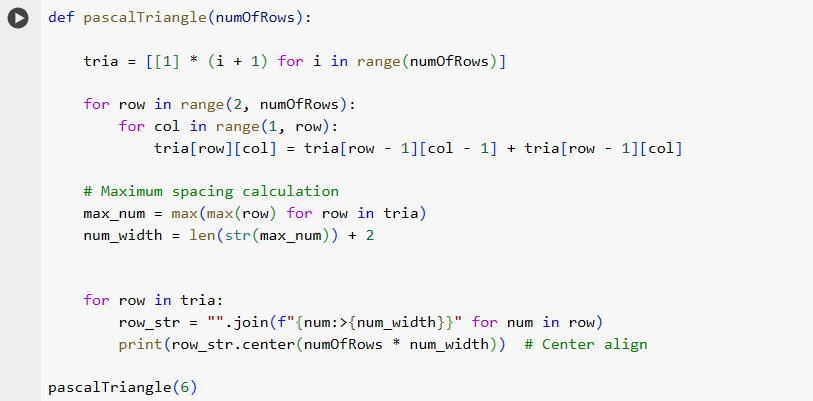 def pascalTriangle(numOfRows):
    tria = [[1] * (i + 1) for i in range(numOfRows)]
    for row in range(2, numOfRows):
        for col in range(1, row):
            tria[row][col] = tria[row - 1][col - 1] + tria[row - 1][col]
    # Maximum spacing calculation
    max_num = max(max(row) for row in tria)
    num_width = len(str(max_num)) + 2
    for row in tria:
        row_str = "".join(f"{num:>{num_width}}" for num in row)
        print(row_str.center(numOfRows * num_width))  # Center align
pascalTriangle(6)